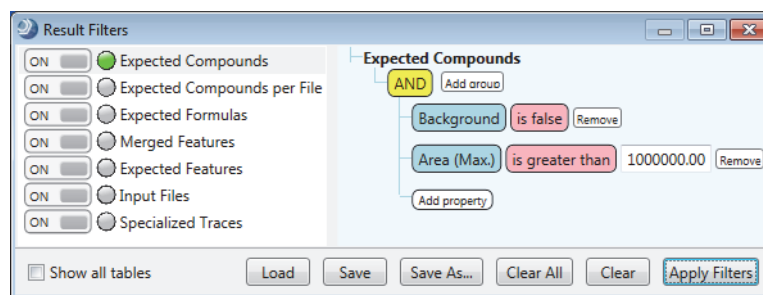 Result Filters
ON Expected Compounds
ON Expected Compounds per File
ON Expected Formulas
ON Merged Features
ON Expected Features
ON Input Files
ON Specialized Traces
Expected Compounds
AND Add group
Background is false Remove
Area (Max.) is greater than 1000000.00 Remove
Add property
Show all tables Load Save Save As... Clear All Clear Apply Filters